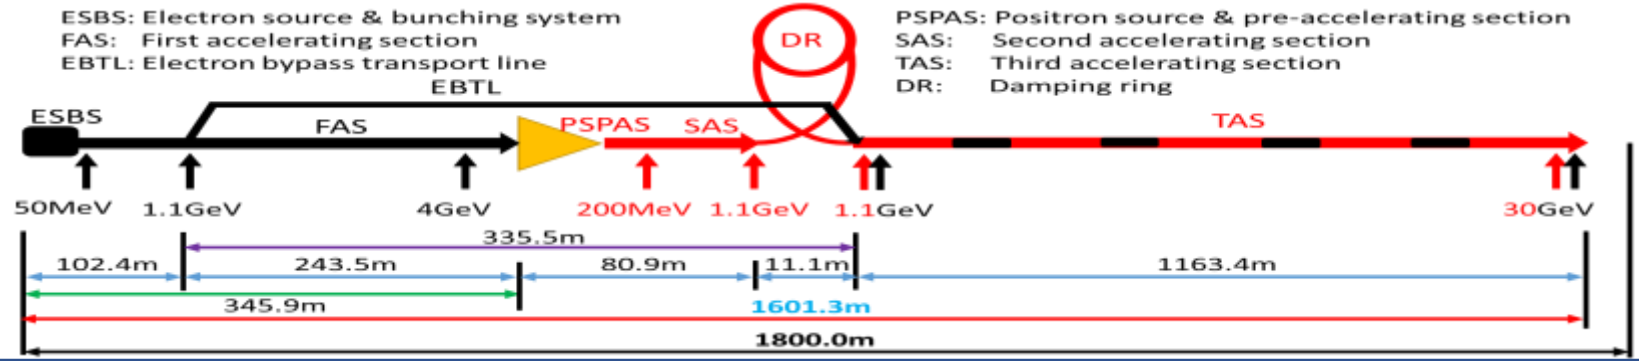 ESBS: Electron source & bunching system
FAS: First accelerating section
EBTL: Electron bypass transport line
PSPAS: Positron source & pre-accelerating section
SAS: Second accelerating section
TAS: Third accelerating section
DR: Damping ring
DR
EBTL
ESBS
FAS
PSPAS
SAS
TAS
50MeV
1.1GeV
4GeV
200MeV
1.1GeV
1.1GeV
30GeV
335.5m
102.4m
243.5m
80.9m
11.1m
1163.4m
345.9m
1601.3m
1800.0m